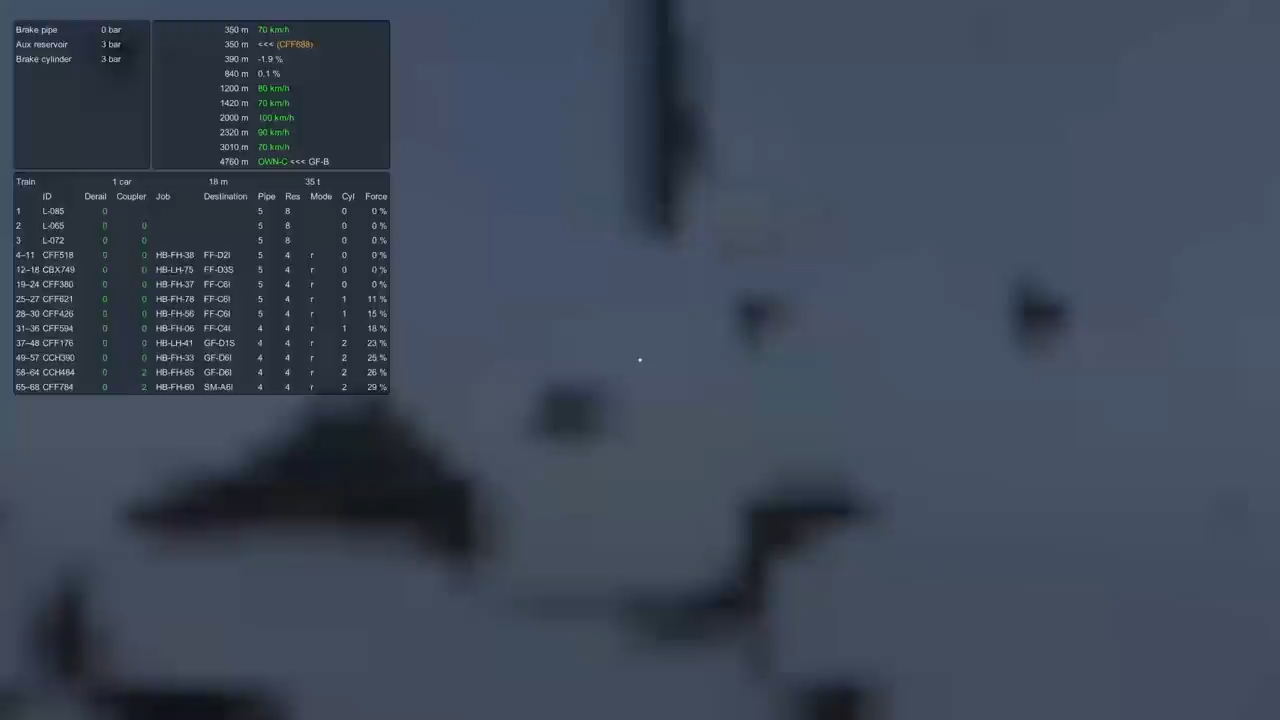 Brake pipe 0 bar
Aux reservoir 3 bar
Brake cylinder 3 bar
350 m 70 km/h
350 m <<< (CFF688)
390 m -1.9 %
840 m 0.1 %
1200 m 80 km/h
1420 m 70 km/h
2000 m 100 km/h
2320 m 90 km/h
3010 m 70 km/h
4760 m OWN-C <<< GF-B
Train 1 car 18 m 35 t
ID Derail Coupler Job Destination Pipe Res Mode Cyl Force
1 L-085 0 5 8 0 0 %
2 L-065 0 0 5 8 0 0 %
3 L-072 0 0 5 8 0 0 %
4–11 CFF518 0 0 HB-FH-38 FF-D2I 5 4 r 0 0 %
12–18 CBX749 0 0 HB-LH-75 FF-D3S 5 4 r 0 0 %
19–24 CFF380 0 0 HB-FH-37 FF-C6I 5 4 r 0 0 %
25–27 CFF621 0 0 HB-FH-78 FF-C6I 5 4 r 1 11 %
28–30 CFF426 0 0 HB-FH-56 FF-C6I 5 4 r 1 15 %
31–36 CFF594 0 0 HB-FH-06 FF-C4I 4 4 r 1 18 %
37–48 CFF176 0 0 HB-LH-41 GF-D1S 4 4 r 2 23 %
49–57 CCH390 0 0 HB-FH-33 GF-D6I 4 4 r 2 25 %
58–64 CCH484 0 2 HB-FH-85 GF-D6I 4 4 r 2 26 %
65–68 CFF784 0 2 HB-FH-60 SM-A6I 4 4 r 2 29 %